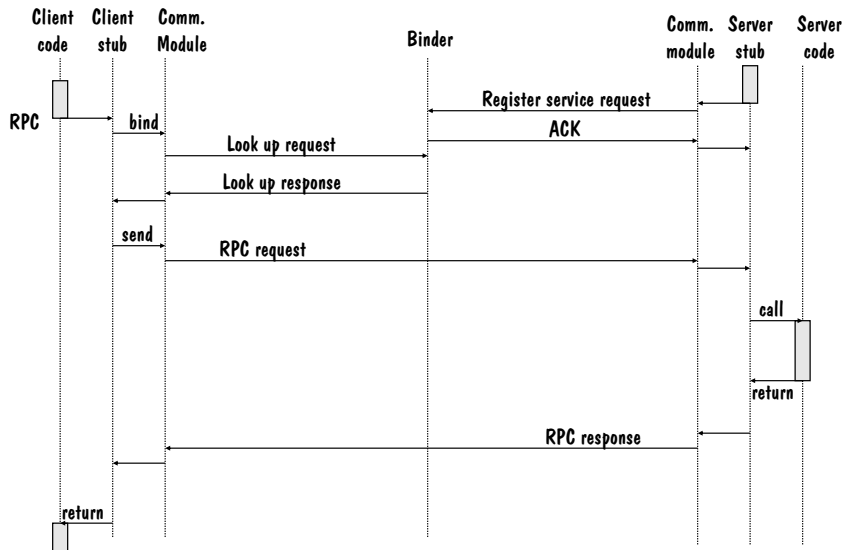 Client code
Client stub
Comm. Module
Binder
Comm. module
Server stub
Server code
Register service request
RPC
bind
ACK
Look up request
Look up response
send
RPC request
call
return
RPC response
return